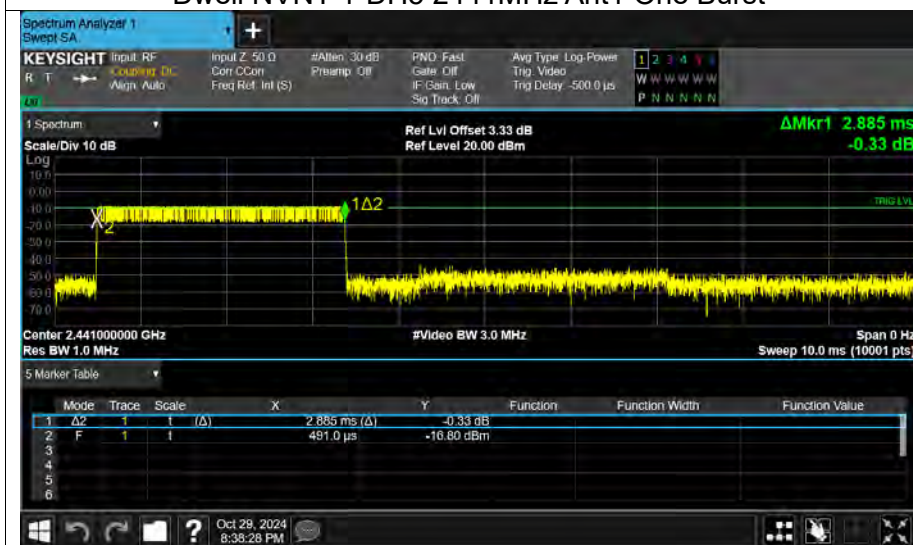 Dwell NVNT 1-DH5 2441MHz Ant1 One Burst
Spectrum Analyzer 1
Swept SA
+
KEYSIGHT Input: RF Input Z: 50 Ω #Atten: 30 dB PNO: Fast Avg Type: Log-Power 1 2 3 4 5 6
R T Coupling: DC Corr CCorr Preamp: Off Gate: Off Trig: Video W W W W W W
Align: Auto Freq Ref: Int (S) IF Gain: Low Trig Delay: -500.0 µs
Sig Track: Off P N N N N N
1 Spectrum
Ref Lvl Offset 3.33 dB ΔMkr1 2.885 ms
Scale/Div 10 dB Ref Level 20.00 dBm -0.33 dB
Log
10.0
0.00
-10.0 1Δ2 TRIG LVL
-20.0 X2
-30.0
-40.0
-50.0
-60.0
-70.0
Center 2.441000000 GHz #Video BW 3.0 MHz Span 0 Hz
Res BW 1.0 MHz Sweep 10.0 ms (10001 pts)
5 Marker Table
Mode Trace Scale X Y Function Function Width Function Value
1 Δ2 1 t (Δ) 2.885 ms (Δ) -0.33 dB
2 F 1 t 491.0 µs -16.80 dBm
3
4
5
6
? Oct 29, 2024
8:38:28 PM